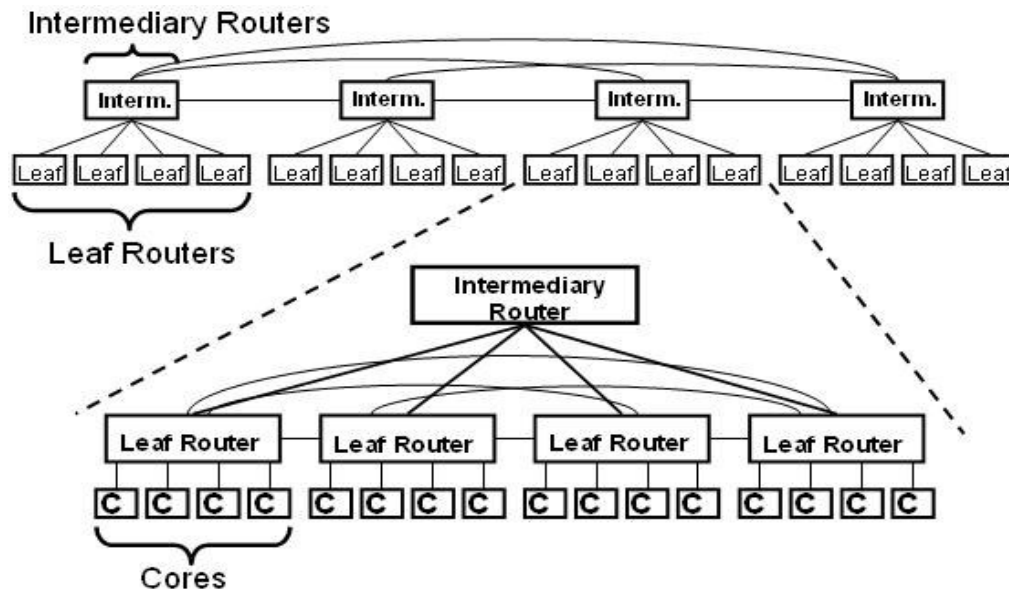 Intermediary Routers
Interm. Interm. Interm. Interm.
Leaf Leaf Leaf Leaf Leaf Leaf Leaf Leaf Leaf Leaf Leaf Leaf Leaf Leaf Leaf Leaf
Leaf Routers
Intermediary
Router
Leaf Router Leaf Router Leaf Router Leaf Router
C C C C C C C C C C C C C C C C
Cores